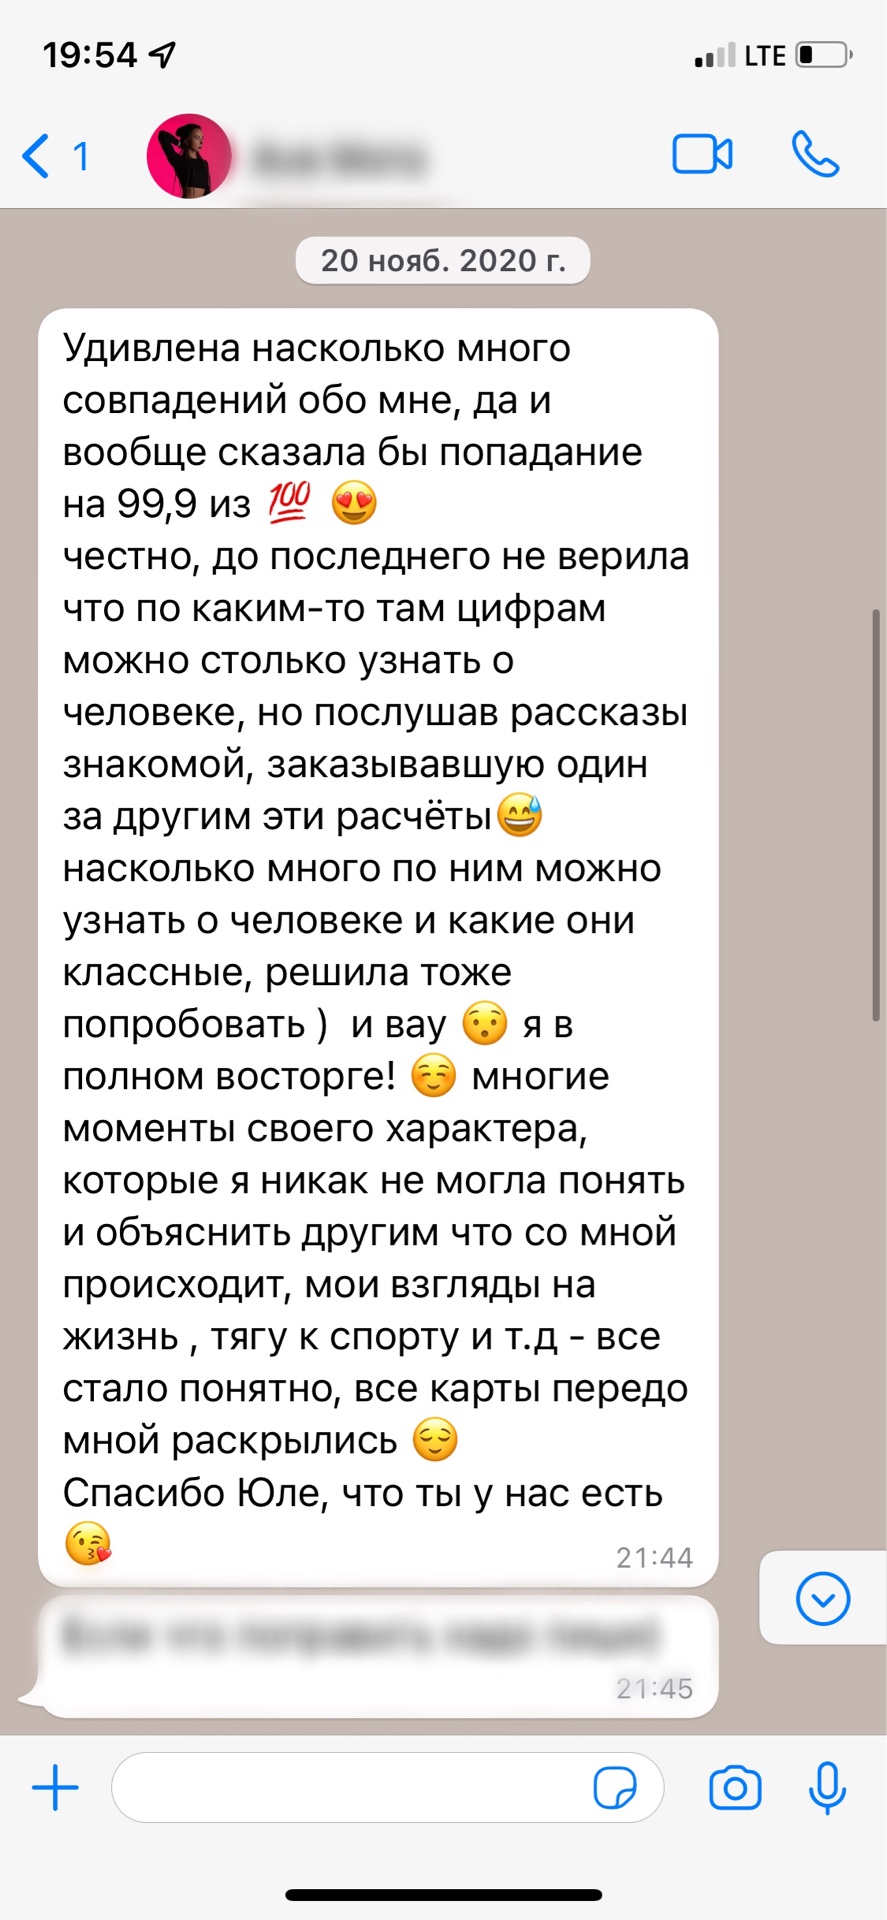 19:54
LTE
1
20 нояб. 2020 г.
Удивлена насколько много
совпадений обо мне, да и
вообще сказала бы попадание
на 99,9 из 💯 😍
честно, до последнего не верила
что по каким-то там цифрам
можно столько узнать о
человеке, но послушав рассказы
знакомой, заказывавшую один
за другим эти расчёты😅
насколько много по ним можно
узнать о человеке и какие они
классные, решила тоже
попробовать )  и вау 😯 я в
полном восторге! ☺️ многие
моменты своего характера,
которые я никак не могла понять
и объяснить другим что со мной
происходит, мои взгляды на
жизнь , тягу к спорту и т.д - все
стало понятно, все карты передо
мной раскрылись 😌
Спасибо Юле, что ты у нас есть
😘
21:44
21:45